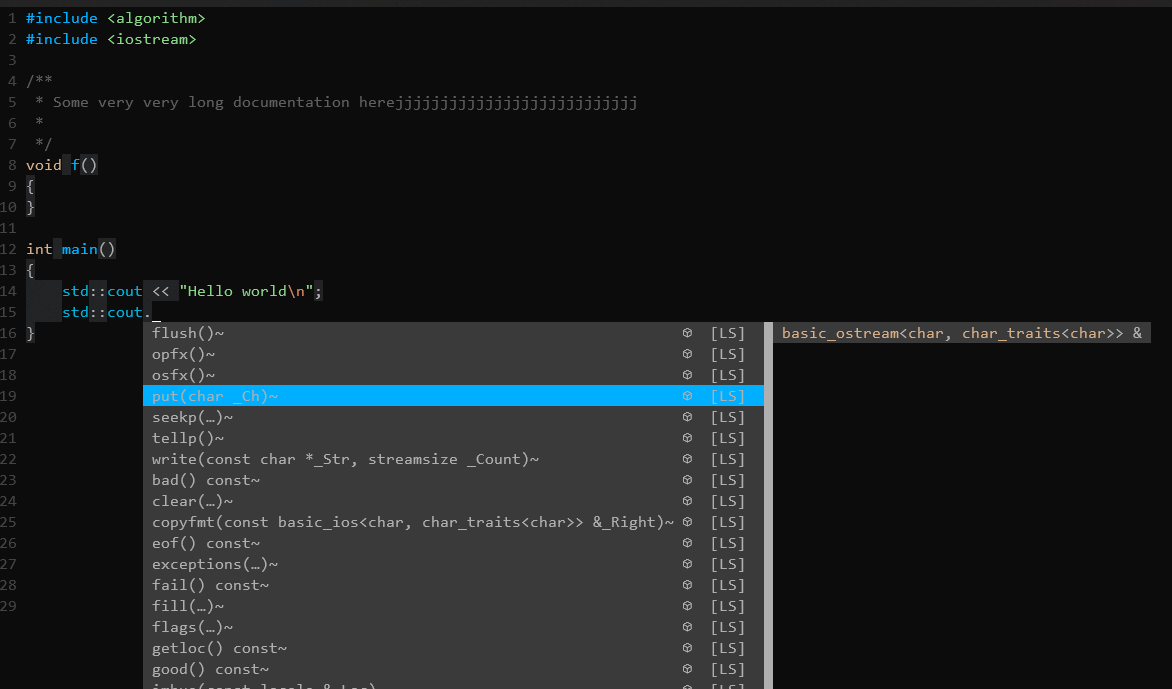 1 #include <algorithm>
2 #include <iostream>
3
4 /**
5  * Some very very long documentation herejjjjjjjjjjjjjjjjjjjjjjjjjjj
6  *
7  */
8 void f()
9 {
10 }
11
12 int main()
13 {
14     std::cout << "Hello world\n";
15     std::cout._
16 } flush()~ [LS] basic_ostream<char, char_traits<char>> &
17 opfx()~ [LS]
18 osfx()~ [LS]
19 put(char _Ch)~ [LS]
20 seekp(…)~ [LS]
21 tellp()~ [LS]
22 write(const char *_Str, streamsize _Count)~ [LS]
23 bad() const~ [LS]
24 clear(…)~ [LS]
25 copyfmt(const basic_ios<char, char_traits<char>> &_Right)~ [LS]
26 eof() const~ [LS]
27 exceptions(…)~ [LS]
28 fail() const~ [LS]
29 fill(…)~ [LS]
flags(…)~ [LS]
getloc() const~ [LS]
good() const~ [LS]